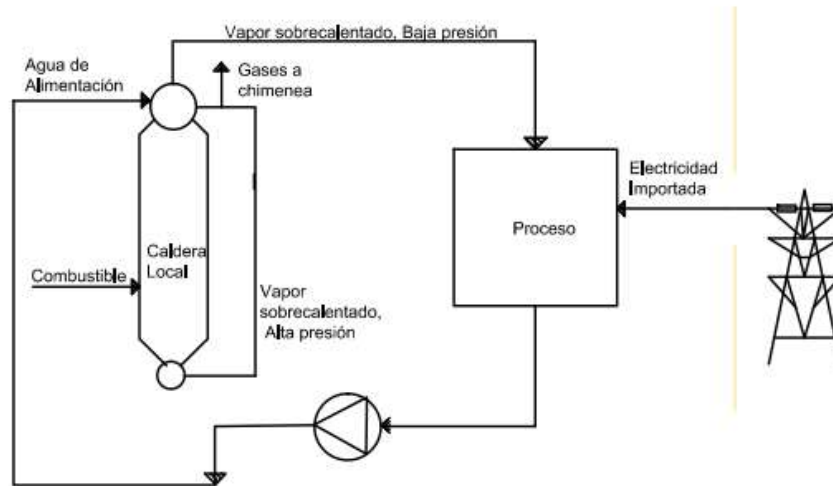 Vapor sobrecalentado, Baja presión
Agua de
Alimentación
Gases a
chimenea
Electricidad
Importada
Proceso
Caldera
Local
Combustible
Vapor
sobrecalentado,
Alta presión